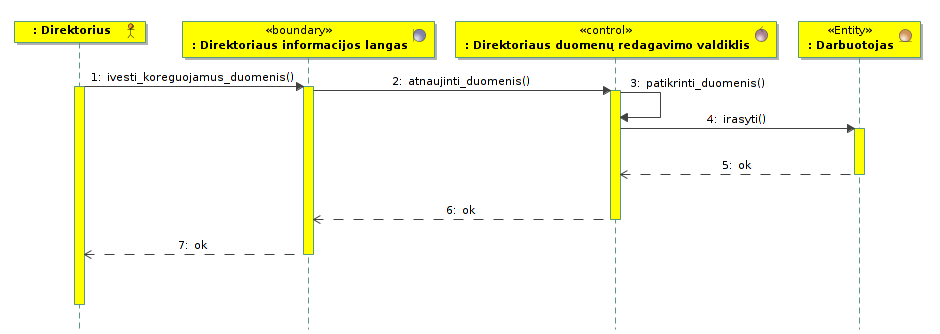 : Direktorius
«boundary»
: Direktoriaus informacijos langas
«control»
: Direktoriaus duomenų redagavimo valdiklis
«Entity»
: Darbuotojas
1: ivesti_koreguojamus_duomenis()
2: atnaujinti_duomenis()
3: patikrinti_duomenis()
4: irasyti()
5: ok
6: ok
7: ok